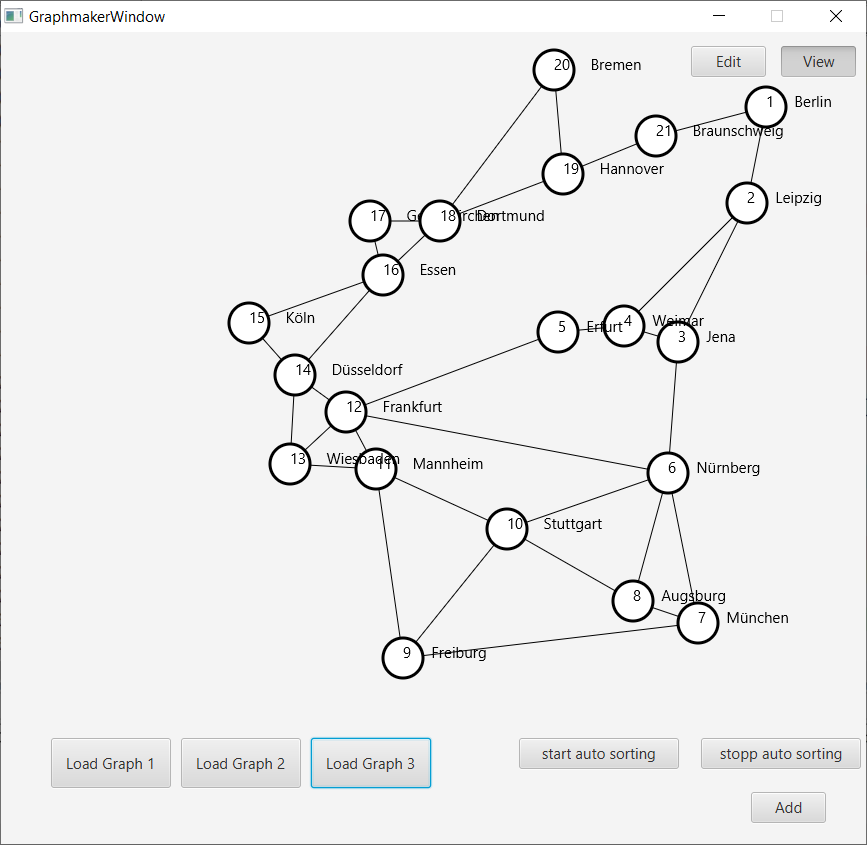 GraphmakerWindow
Edit
View
20 Bremen
1 Berlin
21 Braunschweig
19 Hannover
2 Leipzig
17
18 Dortmund
16 Essen
15 Köln
5 Erfurt
4 Weimar
3 Jena
14 Düsseldorf
12 Frankfurt
13 Wiesbaden
11 Mannheim
6 Nürnberg
10 Stuttgart
8 Augsburg
7 München
9 Freiburg
Load Graph 1
Load Graph 2
Load Graph 3
start auto sorting
stopp auto sorting
Add